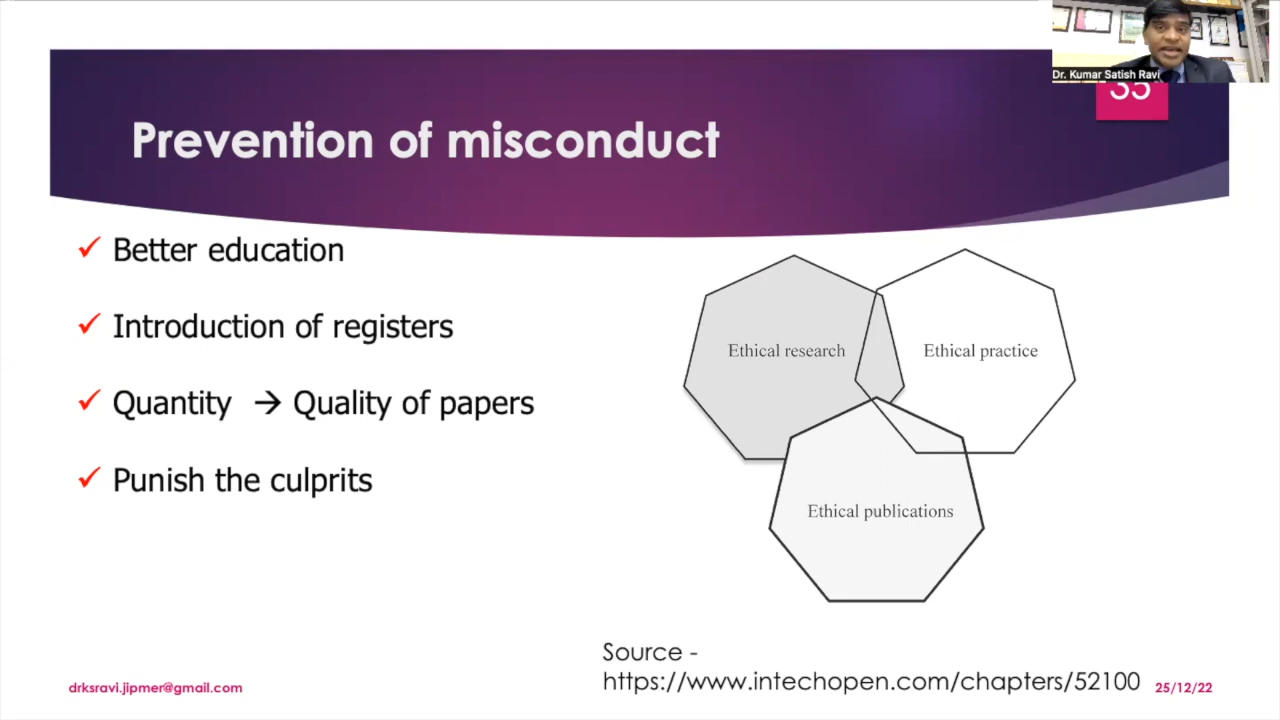 Dr. Kumar Satish Ravi
35
Prevention of misconduct
✓ Better education
✓ Introduction of registers
✓ Quantity → Quality of papers
✓ Punish the culprits
Ethical research
Ethical practice
Ethical publications
Source -
https://www.intechopen.com/chapters/52100
drksravi.jipmer@gmail.com
25/12/22